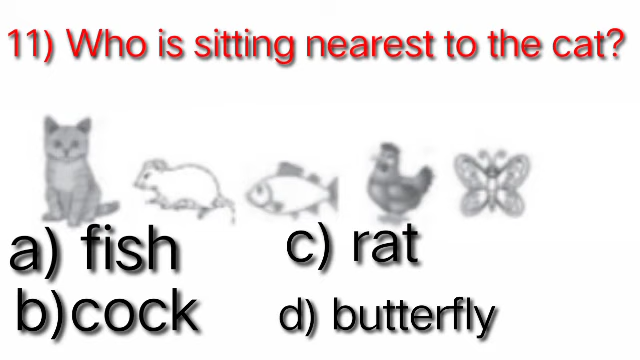 11) Who is sitting nearest to the cat?
a) fish
c) rat
b)cock
d) butterfly